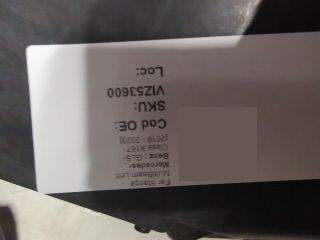 Far Stanga
MultiBeam Led
Mercedes-
Benz : GLS-
Class X167
[2019 - 2023]
Cod OE:
SKU:
VIZ53600
Loc: